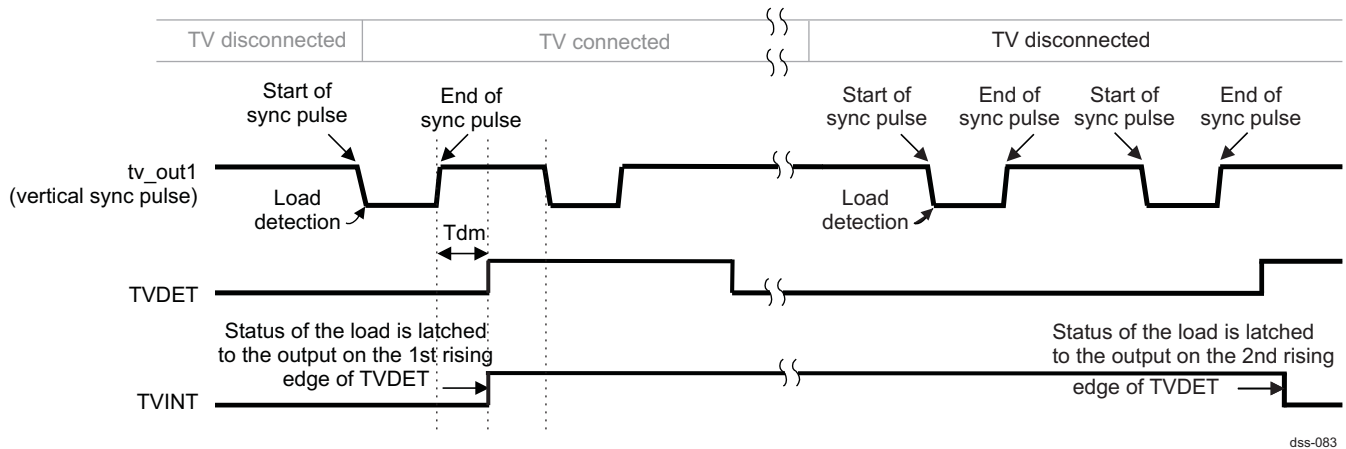 TV disconnected
TV connected
TV disconnected
Start of
sync pulse
End of
sync pulse
Start of
sync pulse
End of
sync pulse
Start of
sync pulse
End of
sync pulse
tv_out1
(vertical sync pulse)
Load
detection
Load
detection
Tdm
TVDET
Status of the load is latched
to the output on the 1st rising
edge of TVDET
Status of the load is latched
to the output on the 2nd rising
edge of TVDET
TVINT
dss-083